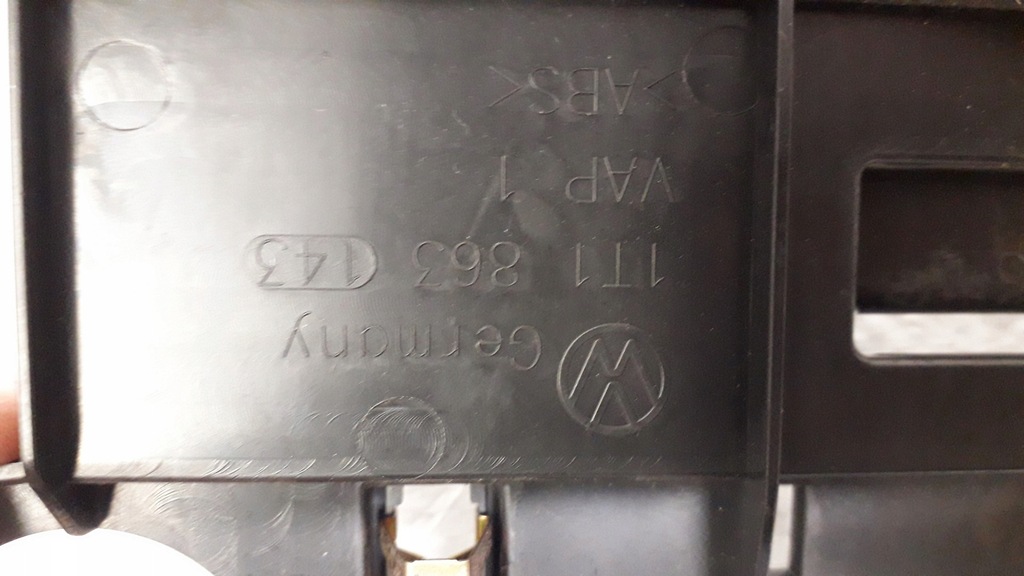 Germany
1T1 863 143
VAP 1
>ABS<